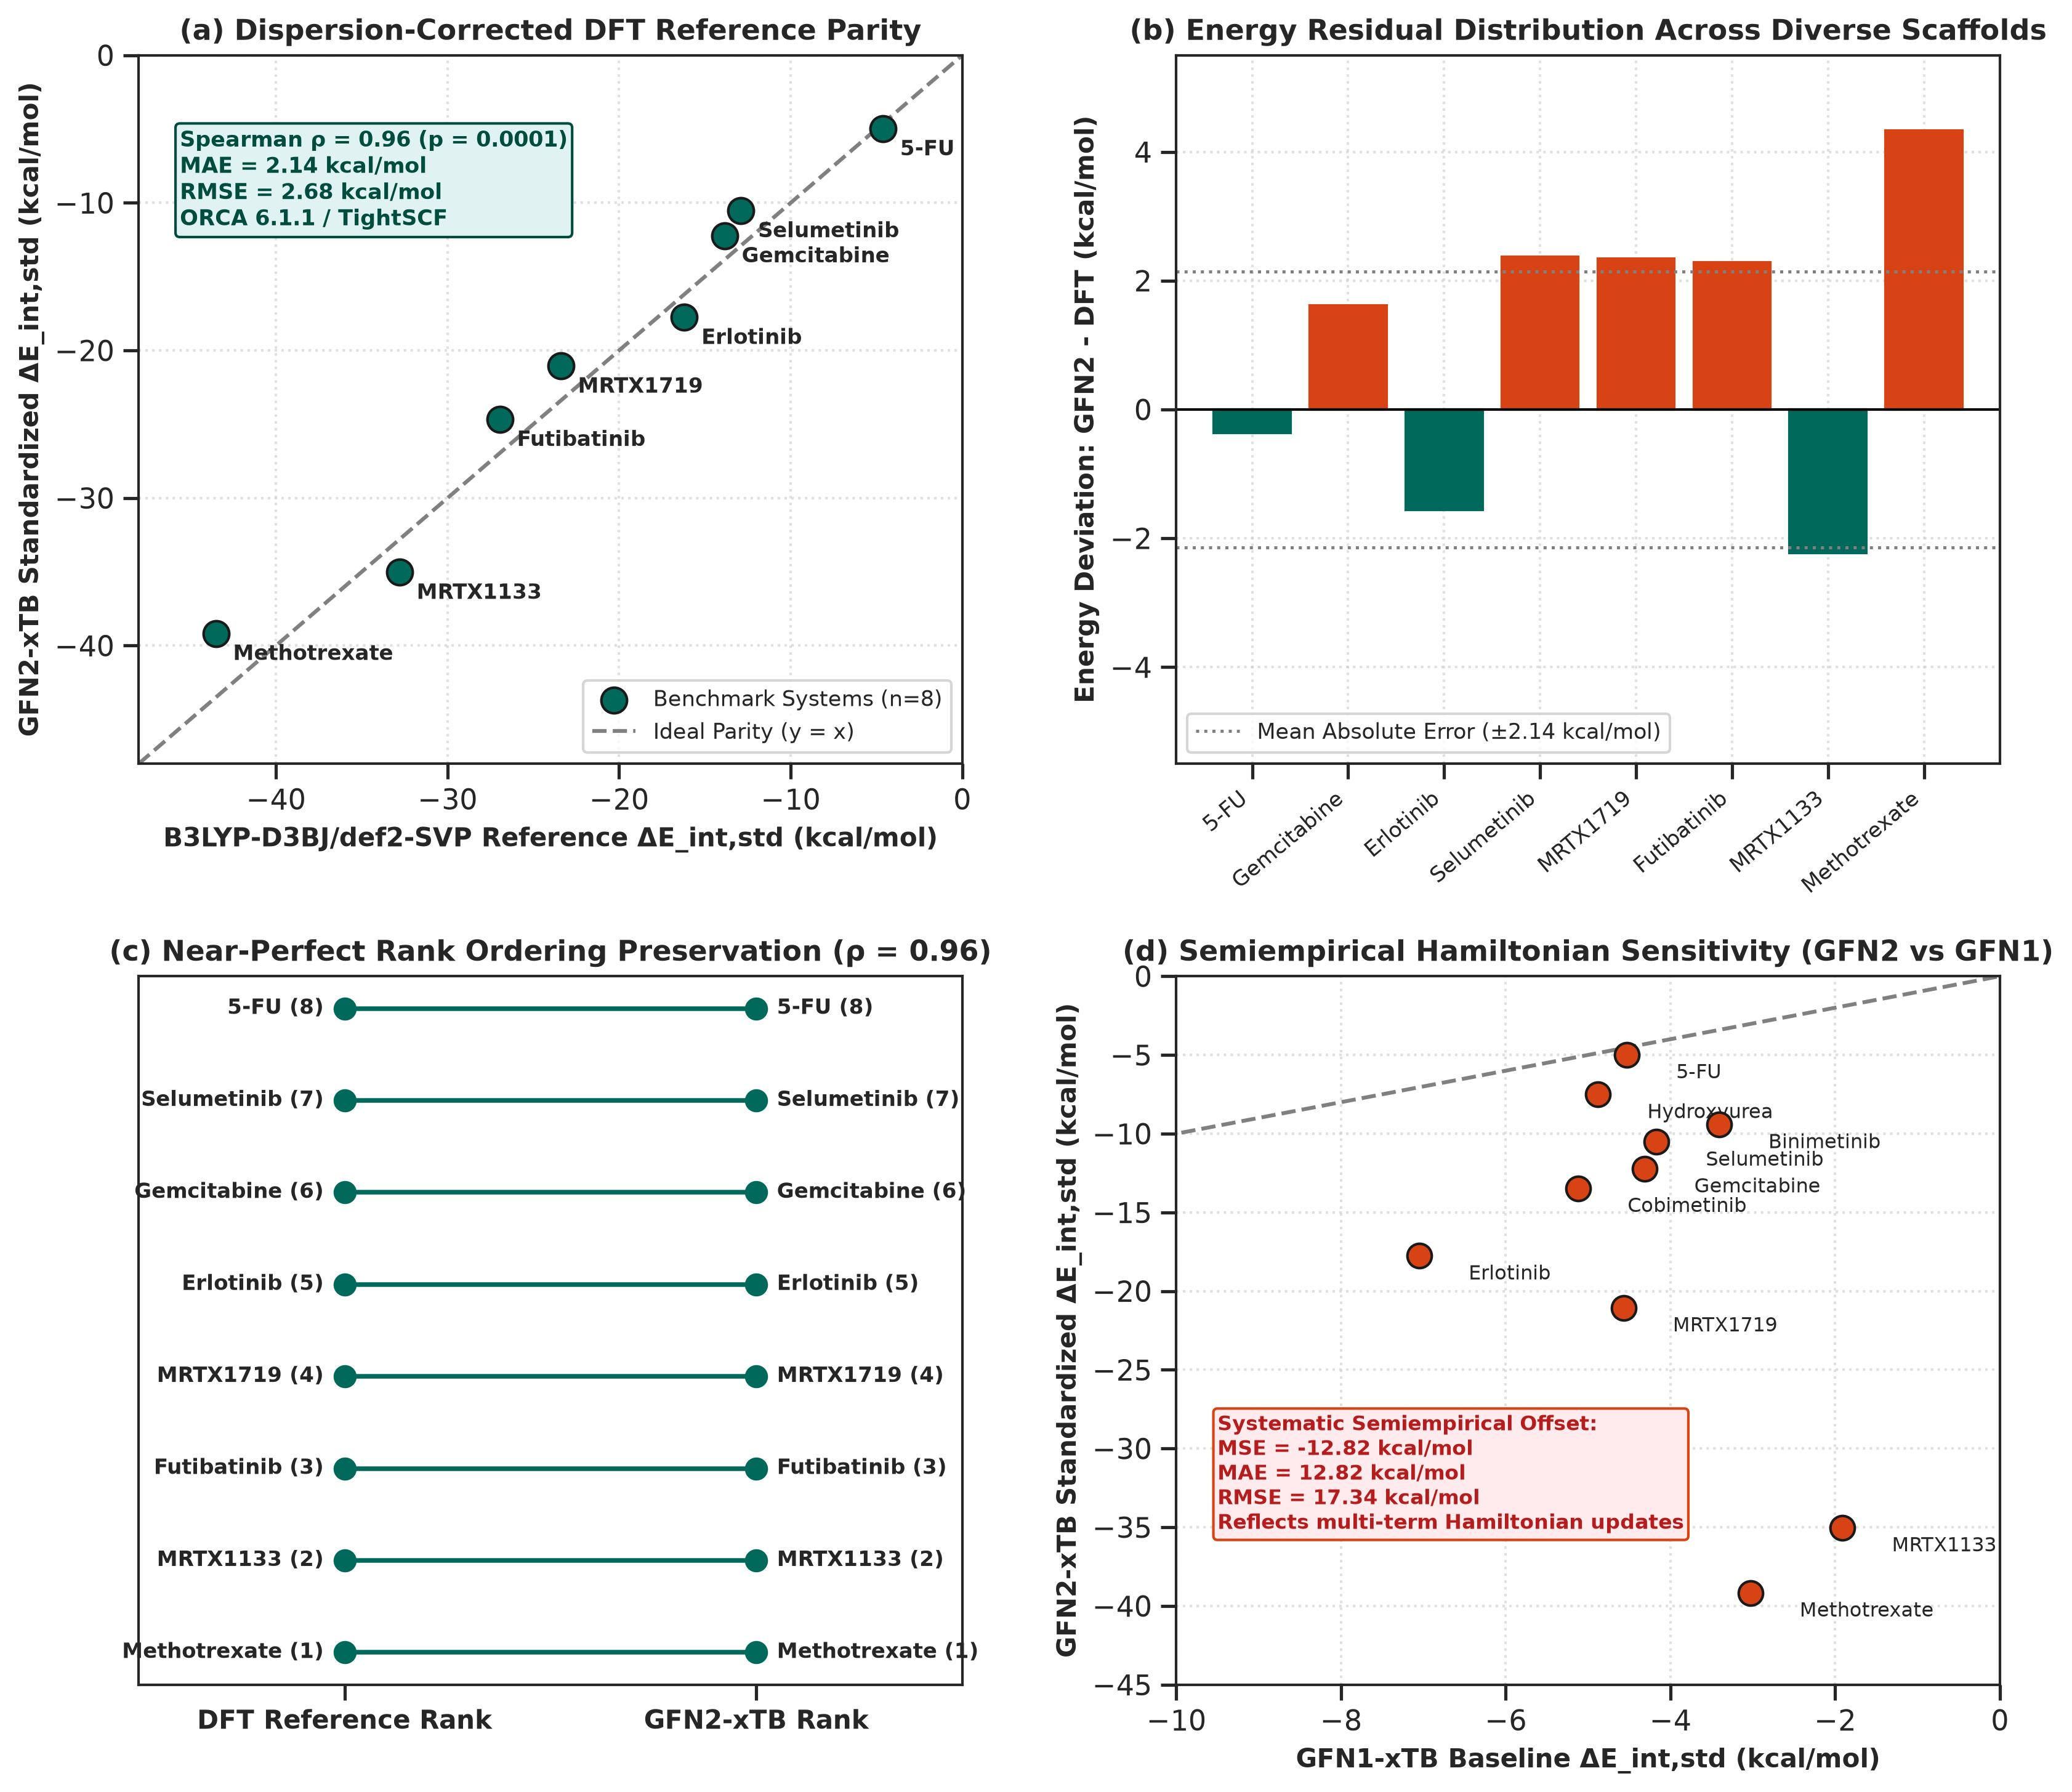 (a) Dispersion-Corrected DFT Reference Parity
GFN2-xTB Standardized ΔE_int,std (kcal/mol)
0
−10
−20
−30
−40
Spearman ρ = 0.96 (p = 0.0001)
MAE = 2.14 kcal/mol
RMSE = 2.68 kcal/mol
ORCA 6.1.1 / TightSCF
5-FU
Selumetinib
Gemcitabine
Erlotinib
MRTX1719
Futibatinib
MRTX1133
Methotrexate
Benchmark Systems (n=8)
Ideal Parity (y = x)
−40
−30
−20
−10
0
B3LYP-D3BJ/def2-SVP Reference ΔE_int,std (kcal/mol)
(b) Energy Residual Distribution Across Diverse Scaffolds
Energy Deviation: GFN2 - DFT (kcal/mol)
4
2
0
−2
−4
Mean Absolute Error (±2.14 kcal/mol)
5-FU
Gemcitabine
Erlotinib
Selumetinib
MRTX1719
Futibatinib
MRTX1133
Methotrexate
(c) Near-Perfect Rank Ordering Preservation (ρ = 0.96)
5-FU (8)
5-FU (8)
Selumetinib (7)
Selumetinib (7)
Gemcitabine (6)
Gemcitabine (6)
Erlotinib (5)
Erlotinib (5)
MRTX1719 (4)
MRTX1719 (4)
Futibatinib (3)
Futibatinib (3)
MRTX1133 (2)
MRTX1133 (2)
Methotrexate (1)
Methotrexate (1)
DFT Reference Rank
GFN2-xTB Rank
(d) Semiempirical Hamiltonian Sensitivity (GFN2 vs GFN1)
GFN2-xTB Standardized ΔE_int,std (kcal/mol)
0
−5
−10
−15
−20
−25
−30
−35
−40
−45
5-FU
Hydroxyurea
Binimetinib
Selumetinib
Gemcitabine
Cobimetinib
Erlotinib
MRTX1719
Systematic Semiempirical Offset:
MSE = -12.82 kcal/mol
MAE = 12.82 kcal/mol
RMSE = 17.34 kcal/mol
Reflects multi-term Hamiltonian updates
MRTX1133
Methotrexate
−10
−8
−6
−4
−2
0
GFN1-xTB Baseline ΔE_int,std (kcal/mol)